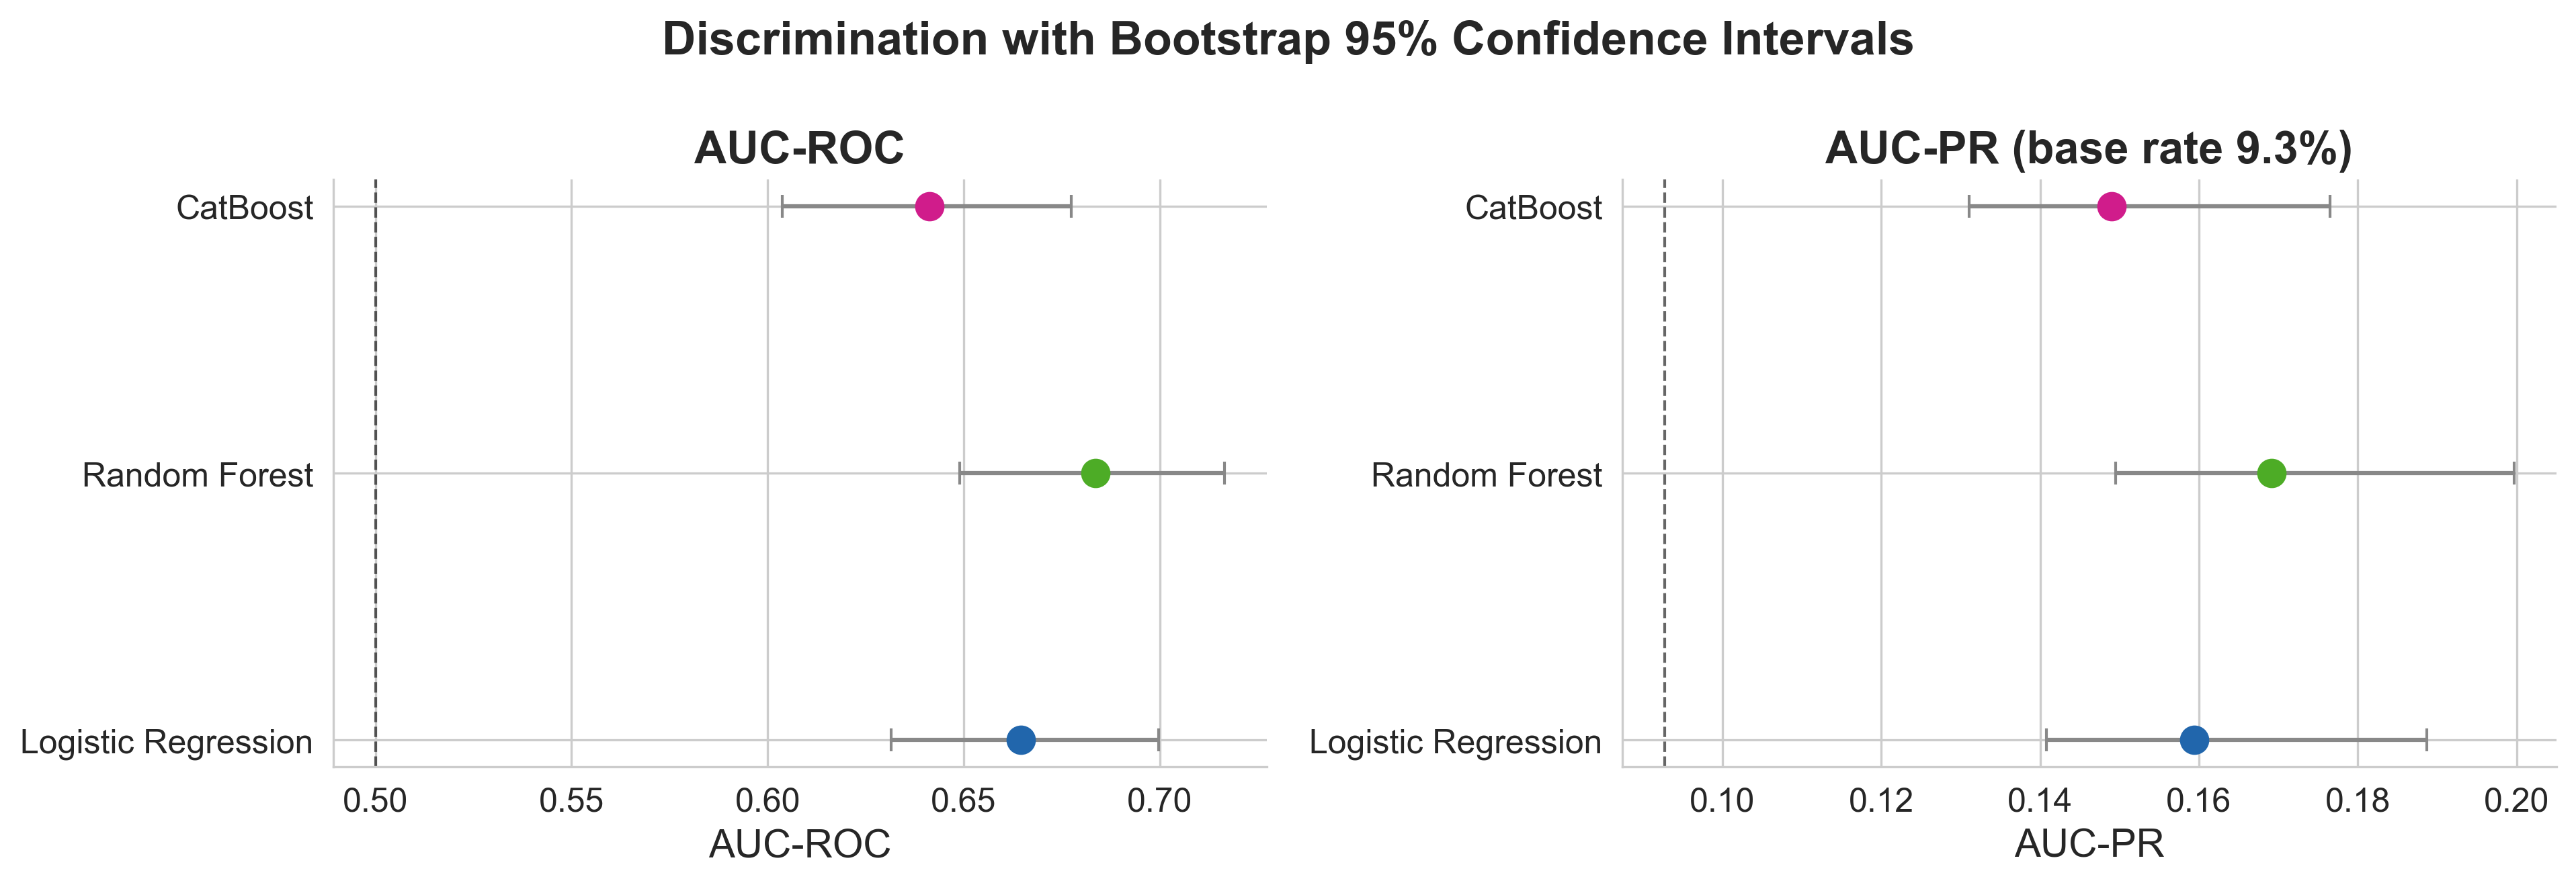 Discrimination with Bootstrap 95% Confidence Intervals
AUC-ROC
CatBoost
Random Forest
Logistic Regression
0.50 0.55 0.60 0.65 0.70
AUC-ROC
AUC-PR (base rate 9.3%)
CatBoost
Random Forest
Logistic Regression
0.10 0.12 0.14 0.16 0.18 0.20
AUC-PR